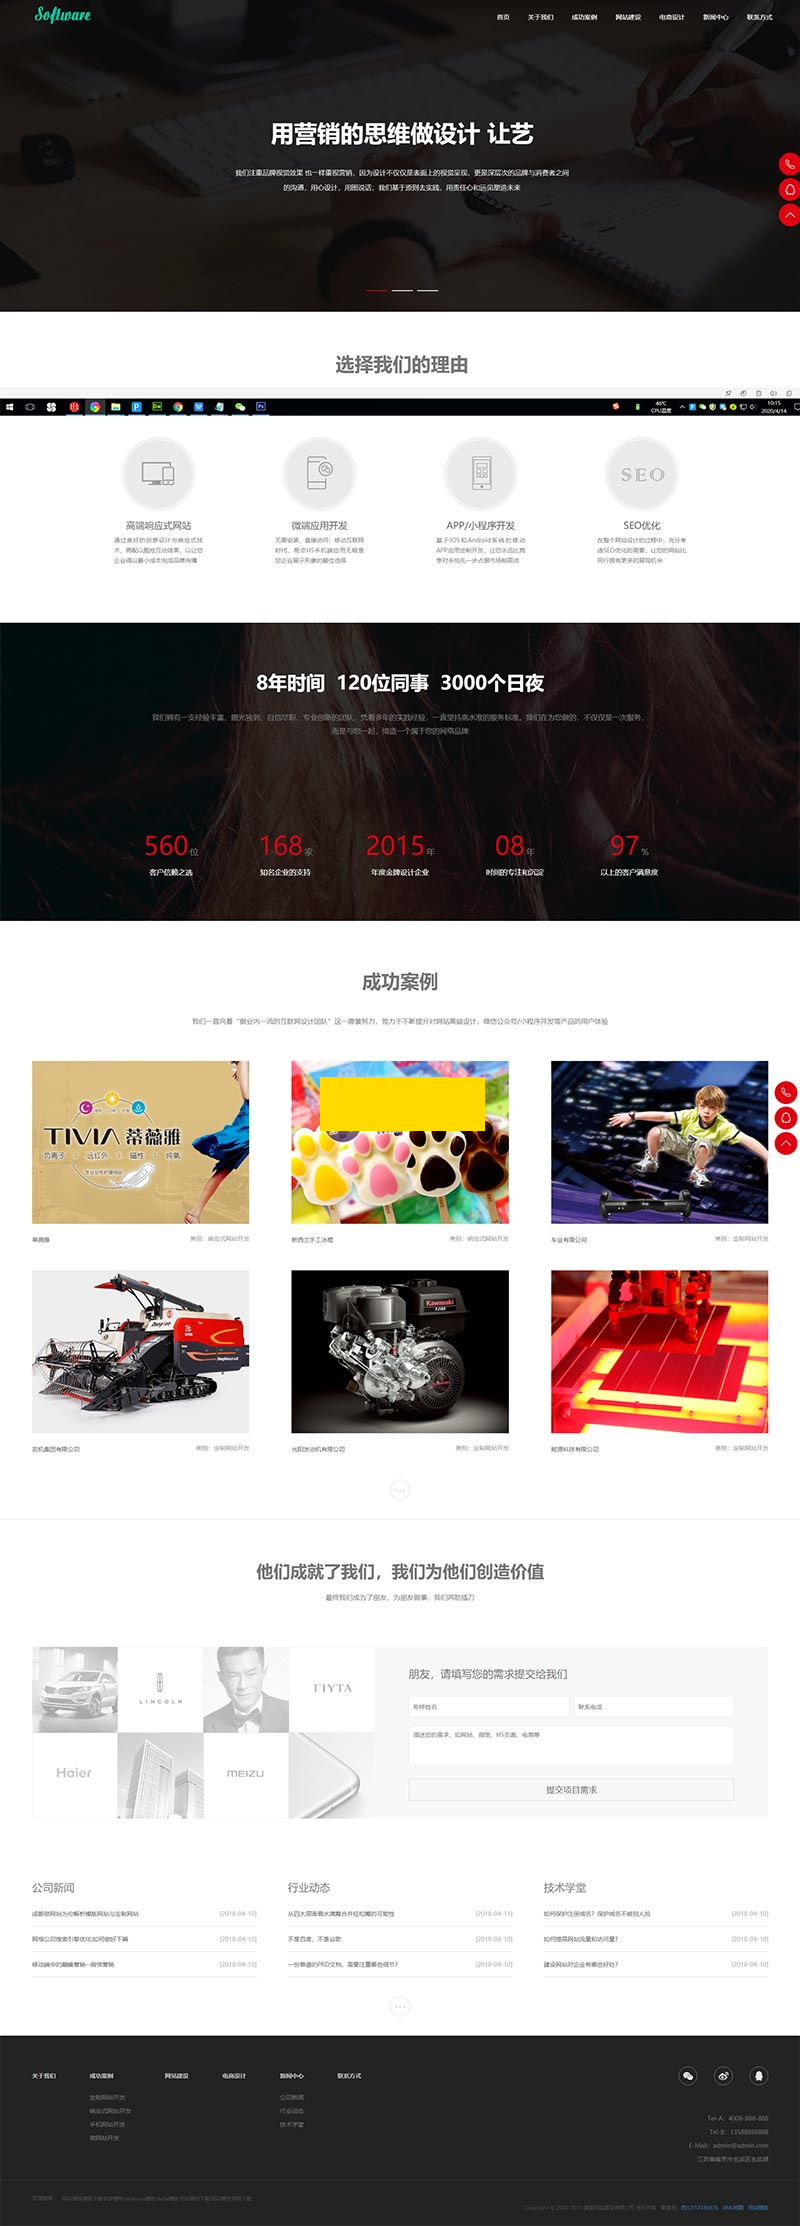 Software
首页 关于我们 成功案例 网站建设 电商设计 新闻中心 联系方式
用营销的思维做设计 让艺
我们注重品牌视觉效果 也一样重视营销，因为设计不仅仅是表面上的视觉呈现，更是深层次的品牌与消费者之间
的沟通，用心设计，用图说话；我们基于原则去实践，用责任心和远见塑造未来
选择我们的理由
46℃
CPU温度
10:15
2020/4/14
SEO
高端响应式网站 微端应用开发 APP/小程序开发 SEO优化
通过良好的创意设计与响应式技
术，再配以酷炫互动效果，以让您
企业得以最小成本完成品牌传播
无需安装，直接访问；移动互联网
时代，易点H5手机端应用无疑是
您企业展示形象的最佳选择
基于IOS和Android系统的移动
APP应用定制开发，让您永远比竞
争对手抢先一步占据市场制高点
在整个网站设计的过程中，充分考
虑SEO优化的需要，让您的网站比
同行拥有更多的展现机会
8年时间 120位同事 3000个日夜
我们拥有一支经验丰富、眼光独到、自信尽职、专业创新的团队，凭着多年的实践经验，一直坚持高水准的服务标准。我们在为您做的，不仅仅是一次服务，
而是与您一起，缔造一个属于您的网络品牌
560位 168家 2015年 08年 97%
客户信赖之选 知名企业的支持 年度金牌设计企业 时间的专注和沉淀 以上的客户满意度
成功案例
我们一直向着“做业内一流的互联网设计团队”这一愿景努力，致力于不断提升对网站高端设计，微信公众号/小程序开发等产品的用户体验
TIVIA 蒂薇雅
负离子 远红外 磁性 纯氧
Kawasaki
蒂薇雅 类别：响应式网站开发
新西兰手工冰棍 类别：响应式网站开发
车业有限公司 类别：定制网站开发
农机集团有限公司 类别：定制网站开发
光阳发动机有限公司 类别：定制网站开发
能源科技有限公司 类别：定制网站开发
他们成就了我们，我们为他们创造价值
最终我们成为了朋友，为朋友做事，我们两肋插刀
LINCOLN
FIYTA
Haier
MEIZU
朋友，请填写您的需求提交给我们
称呼姓名 联系电话
描述您的需求，如网站、微信、H5页面、电商等
提交项目需求
公司新闻 行业动态 技术学堂
成都做网站为你解析模版网站与定制网站 [2018-04-10]
网络公司搜索引擎优化如何做好下篇 [2018-04-10]
移动端中的巅峰营销--微信营销 [2018-04-10]
从四大层面看水滴筹合并轻松筹的可能性 [2018-04-11]
不是百度，不是谷歌 [2018-04-10]
一份靠谱的PRD文档，需要注重哪些细节? [2018-04-10]
如何保护注册域名? 保护域名不被别人抢 [2018-04-10]
如何提高网站流量和访问量? [2018-04-10]
建设网站对企业有哪些好处? [2018-04-10]
关于我们 成功案例 网站建设 电商设计 新闻中心 联系方式
定制网站开发
响应式网站开发
手机网站开发
微网站开发
公司新闻
行业动态
技术学堂
Tel-A：4008-888-888
Tel-B：13588888888
E-Mail：admin@admin.com
江苏省南京市玄武区玄武湖
苏ICP12345678 XML地图 网站模板